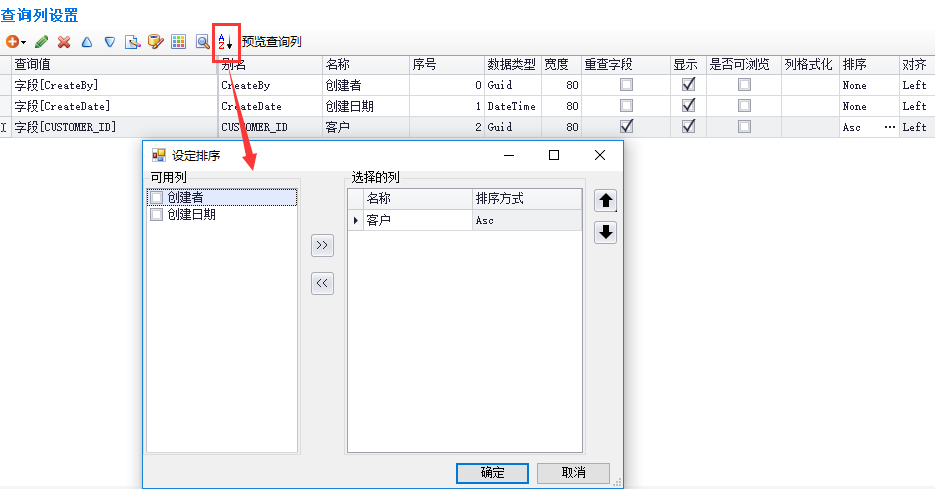 查询列设置
A Z 预览查询列
查询值 别名 名称 序号 数据类型 宽度 重查字段 显示 是否可浏览 列格式化 排序 对齐
字段[CreateBy] CreateBy 创建者 0 Guid 80 None Left
字段[CreateDate] CreateDate 创建日期 1 DateTime 80 None Left
字段[CUSTOMER_ID] CUSTOMER_ID 客户 2 Guid 80 Asc ... Left
设定排序
可用列
创建者
创建日期
>>
<<
选择的列
名称 排序方式
客户 Asc
确定 取消